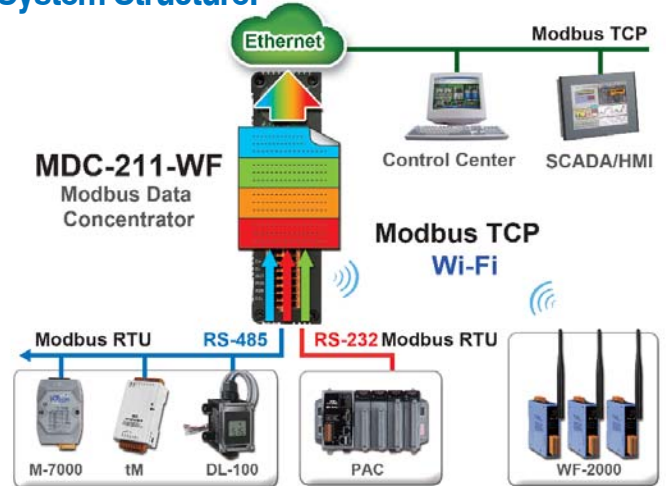 System Structurer
Ethernet
Modbus TCP
Control Center
SCADA/HMI
MDC-211-WF
Modbus Data
Concentrator
Modbus TCP
Wi-Fi
Modbus RTU
RS-485
RS-232 Modbus RTU
M-7000
tM
DL-100
PAC
WF-2000